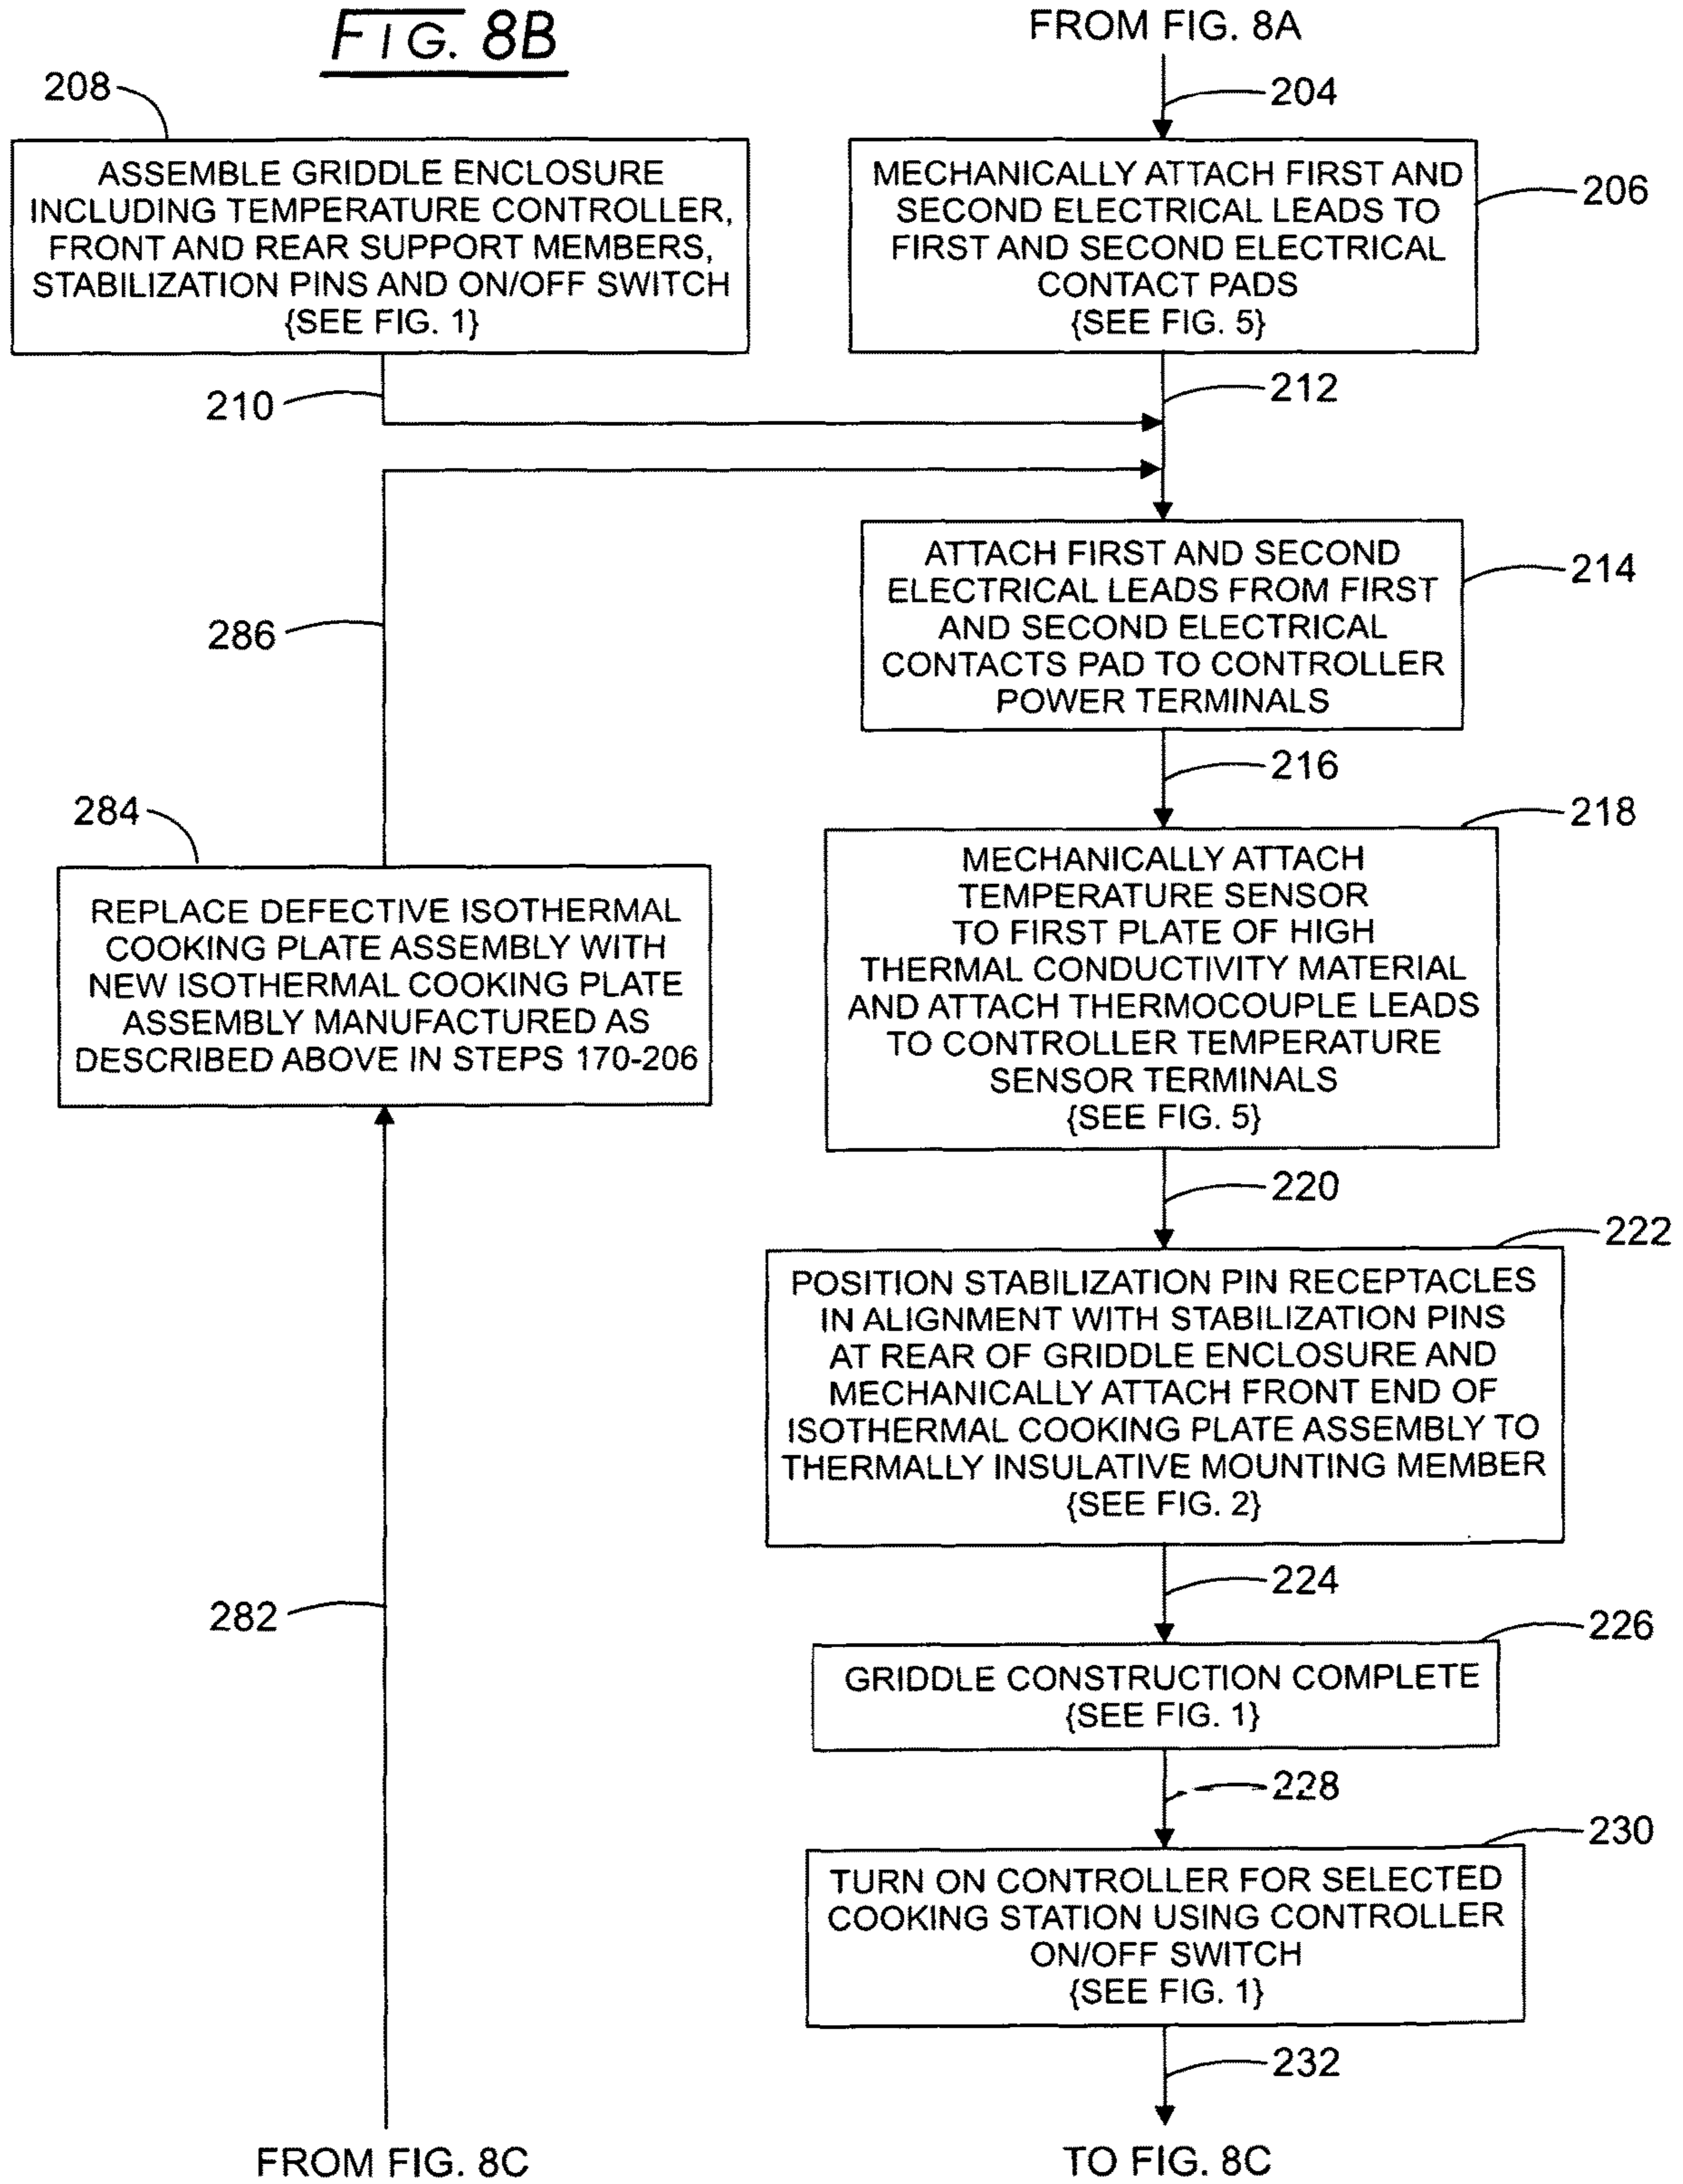 FIG. 8B
FROM FIG. 8A
204
208
ASSEMBLE GRIDDLE ENCLOSURE
INCLUDING TEMPERATURE CONTROLLER,
FRONT AND REAR SUPPORT MEMBERS,
STABILIZATION PINS AND ON/OFF SWITCH
{SEE FIG. 1}
206
MECHANICALLY ATTACH FIRST AND
SECOND ELECTRICAL LEADS TO
FIRST AND SECOND ELECTRICAL
CONTACT PADS
{SEE FIG. 5}
210
212
286
214
ATTACH FIRST AND SECOND
ELECTRICAL LEADS FROM FIRST
AND SECOND ELECTRICAL
CONTACTS PAD TO CONTROLLER
POWER TERMINALS
216
284
REPLACE DEFECTIVE ISOTHERMAL
COOKING PLATE ASSEMBLY WITH
NEW ISOTHERMAL COOKING PLATE
ASSEMBLY MANUFACTURED AS
DESCRIBED ABOVE IN STEPS 170-206
218
MECHANICALLY ATTACH
TEMPERATURE SENSOR
TO FIRST PLATE OF HIGH
THERMAL CONDUCTIVITY MATERIAL
AND ATTACH THERMOCOUPLE LEADS
TO CONTROLLER TEMPERATURE
SENSOR TERMINALS
{SEE FIG. 5}
220
222
POSITION STABILIZATION PIN RECEPTACLES
IN ALIGNMENT WITH STABILIZATION PINS
AT REAR OF GRIDDLE ENCLOSURE AND
MECHANICALLY ATTACH FRONT END OF
ISOTHERMAL COOKING PLATE ASSEMBLY TO
THERMALLY INSULATIVE MOUNTING MEMBER
{SEE FIG. 2}
224
282
226
GRIDDLE CONSTRUCTION COMPLETE
{SEE FIG. 1}
228
230
TURN ON CONTROLLER FOR SELECTED
COOKING STATION USING CONTROLLER
ON/OFF SWITCH
{SEE FIG. 1}
232
FROM FIG. 8C
TO FIG. 8C